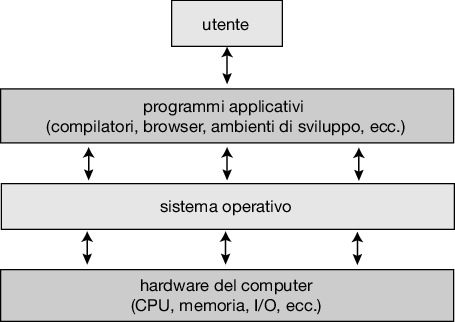 utente
programmi applicativi
(compilatori, browser, ambienti di sviluppo, ecc.)
sistema operativo
hardware del computer
(CPU, memoria, I/O, ecc.)